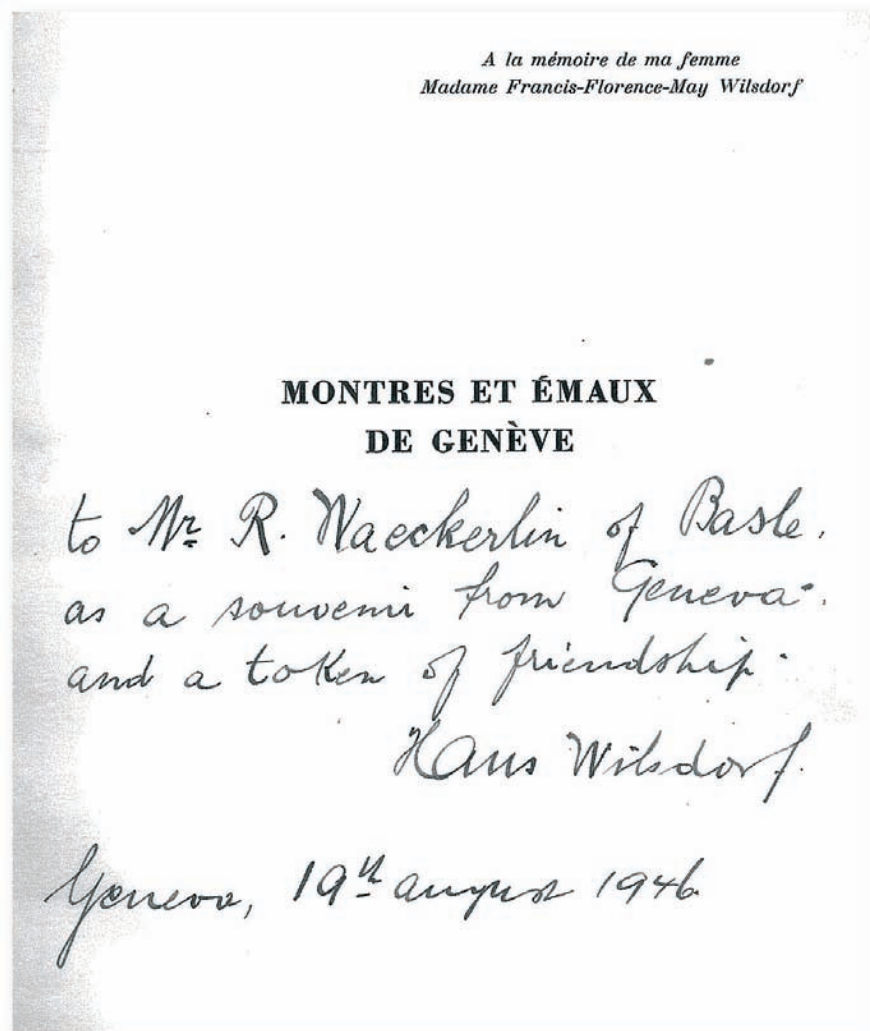 A la mémoire de ma femme
Madame Francis-Florence-May Wilsdorf
MONTRES ET ÉMAUX
DE GENÈVE
to Mr R. Waeckerlin of Basle.
as a souvenir from Geneva.
and a token of friendship.
Hans Wilsdorf.
Geneva, 19th august 1946